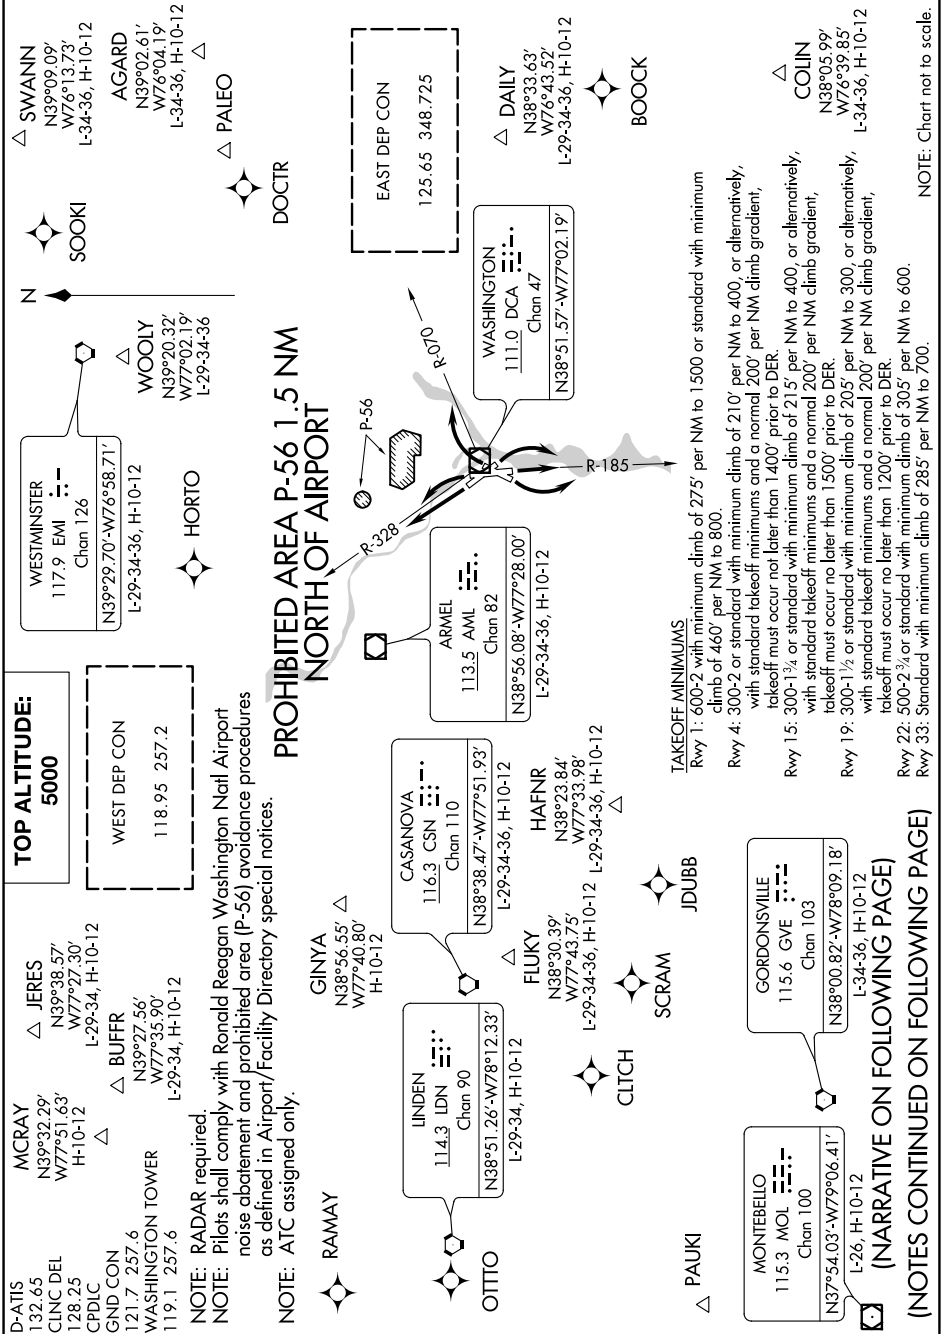 D-ATIS
132.65
CLNC DEL
128.25
CPDLC
GND CON
121.7 257.6
WASHINGTON TOWER
119.1 257.6
NOTE: RADAR required.
NOTE: Pilots shall comply with Ronald Reagan Washington Natl Airport
noise abatement and prohibited area (P-56) avoidance procedures
as defined in Airport/Facility Directory special notices.
NOTE: ATC assigned only.
MCRAY
N39°32.29'
W77°51.63'
H-10-12
JERES
N39°38.57'
W77°27.30'
L-29-34, H-10-12
BUFFR
N39°27.56'
W77°35.90'
L-29-34, H-10-12
TOP ALTITUDE:
5000
WEST DEP CON
118.95 257.2
WESTMINSTER
117.9 EMI
Chan 126
N39°29.70'-W76°58.71'
L-29-34-36, H-10-12
HORTO
WOOLY
N39°20.32'
W77°02.19'
L-29-34-36
N
SOOKI
SWANN
N39°09.09'
W76°13.73'
L-34-36, H-10-12
AGARD
N39°02.61'
W76°04.19'
L-34-36, H-10-12
PALEO
DOCTR
PROHIBITED AREA P-56 1.5 NM
NORTH OF AIRPORT
P-56
R-328
R-070
R-185
EAST DEP CON
125.65 348.725
RAMAY
GINYA
N38°56.55'
W77°40.80'
H-10-12
OTTTO
LINDEN
114.3 LDN
Chan 90
N38°51.26'-W78°12.33'
L-29-34, H-10-12
CASANOVA
116.3 CSN
Chan 110
N38°38.47'-W77°51.93'
L-29-34-36, H-10-12
ARMEL
113.5 AML
Chan 82
N38°56.08'-W77°28.00'
L-29-34-36, H-10-12
WASHINGTON
111.0 DCA
Chan 47
N38°51.57'-W77°02.19'
DAILY
N38°33.63'
W76°43.52'
L-29-34-36, H-10-12
BOOCK
FLUKY
N38°30.39'
W77°43.75'
L-29-34-36, H-10-12
HAFNR
N38°23.84'
W77°33.98'
L-29-34-36, H-10-12
CLTCH
SCRAM
JDUBB
PAUKI
MONTEBELLO
115.3 MOL
Chan 100
N37°54.03'-W79°06.41'
L-26, H-10-12
GORDONSVILLE
115.6 GVE
Chan 103
N38°00.82'-W78°09.18'
L-34-36, H-10-12
COLIN
N38°05.99'
W76°39.85'
L-34-36, H-10-12
TAKEOFF MINIMUMS
Rwy 1: 600-2 with minimum climb of 275' per NM to 1500 or standard with minimum
climb of 460' per NM to 800.
Rwy 4: 300-2 or standard with minimum climb of 210' per NM to 400, or alternatively,
with standard takeoff minimums and a normal 200' per NM climb gradient,
takeoff must occur not later than 1400' prior to DER.
Rwy 15: 300-1¾ or standard with minimum climb of 215' per NM to 400, or alternatively,
with standard takeoff minimums and a normal 200' per NM climb gradient,
takeoff must occur no later than 1500' prior to DER.
Rwy 19: 300-1½ or standard with minimum climb of 205' per NM to 300, or alternatively,
with standard takeoff minimums and a normal 200' per NM climb gradient,
takeoff must occur no later than 1200' prior to DER.
Rwy 22: 500-2¾ or standard with minimum climb of 305' per NM to 600.
Rwy 33: Standard with minimum climb of 285' per NM to 700.
NOTE: Chart not to scale.
(NARRATIVE ON FOLLOWING PAGE)
(NOTES CONTINUED ON FOLLOWING PAGE)